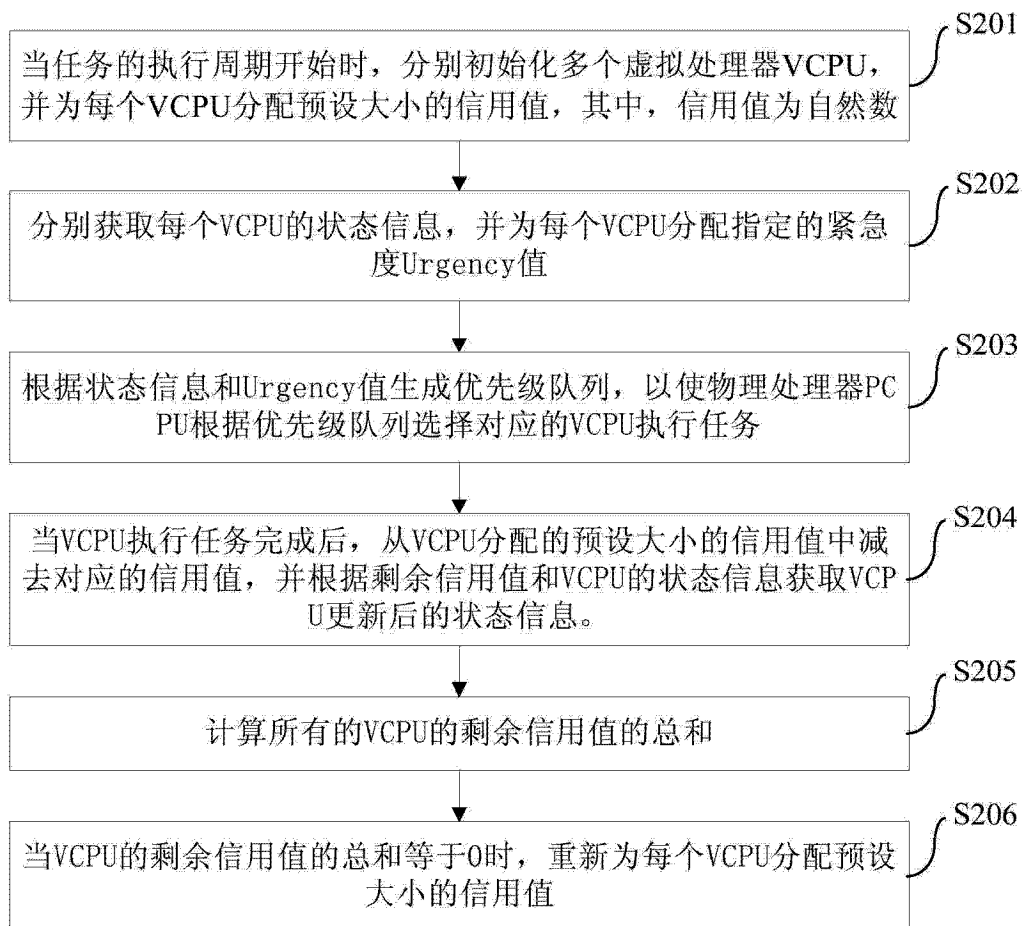 S201
当任务的执行周期开始时，分别初始化多个虚拟处理器VCPU，
并为每个VCPU分配预设大小的信用值，其中，信用值为自然数
S202
分别获取每个VCPU的状态信息，并为每个VCPU分配指定的紧急
度Urgency值
S203
根据状态信息和Urgency值生成优先级队列，以使物理处理器PC
PU根据优先级队列选择对应的VCPU执行任务
S204
当VCPU执行任务完成后，从VCPU分配的预设大小的信用值中减
去对应的信用值，并根据剩余信用值和VCPU的状态信息获取VCP
U更新后的状态信息。
S205
计算所有的VCPU的剩余信用值的总和
S206
当VCPU的剩余信用值的总和等于0时，重新为每个VCPU分配预设
大小的信用值